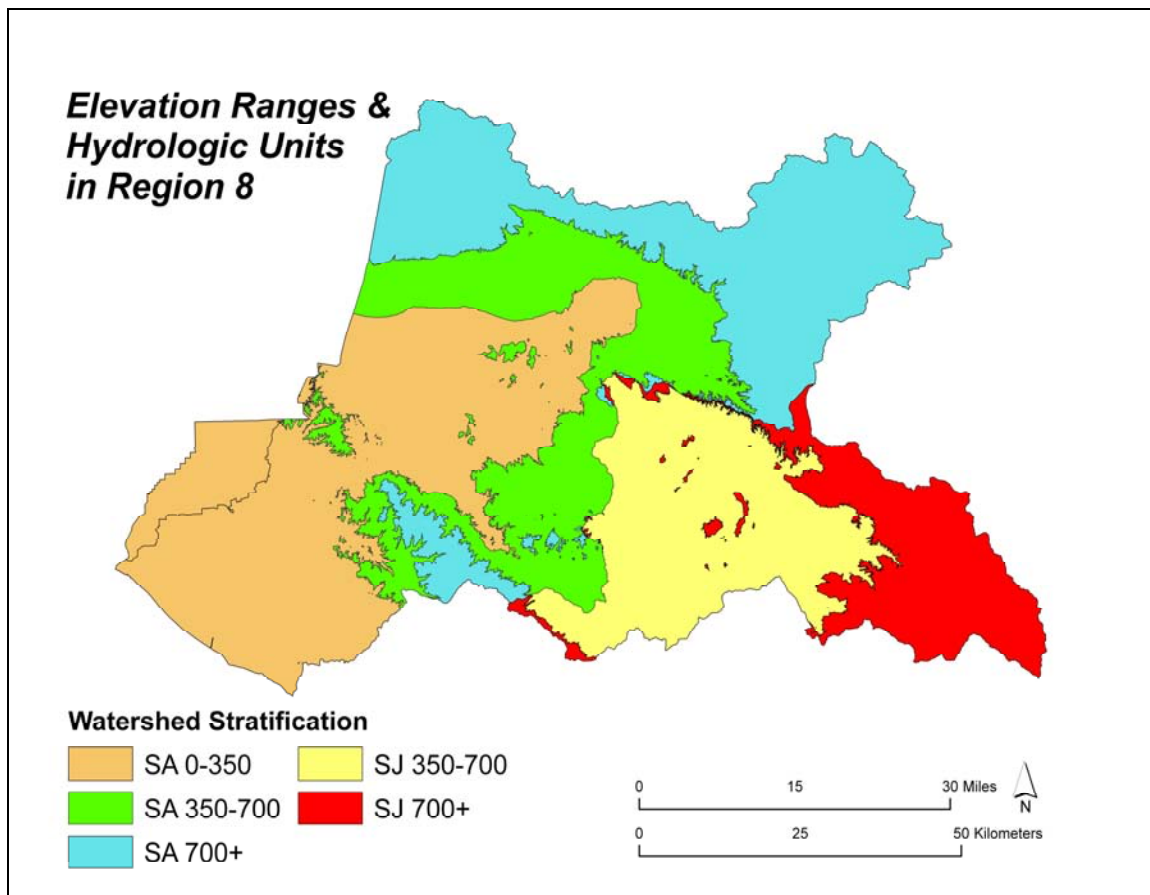 Elevation Ranges &
Hydrologic Units
in Region 8
Watershed Stratification
SA 0-350
SJ 350-700
SA 350-700
SJ 700+
SA 700+
0 15 30 Miles
0 25 50 Kilometers
N